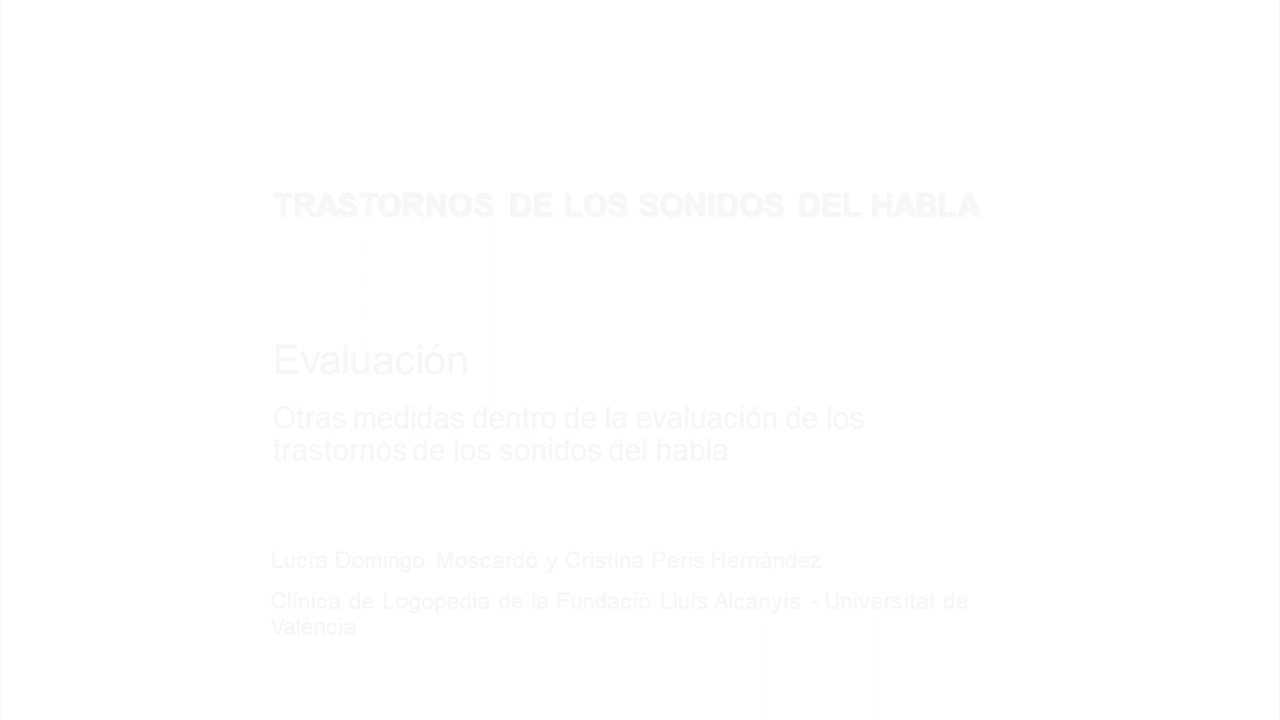 TRASTORNOS DE LOS SONIDOS DEL HABLA
Evaluación
Otras medidas dentro de la evaluación de los
trastornos de los sonidos del habla
Lucía Domingo Moscardó y Cristina Peris Hernández
Clínica de Logopedia de la Fundació Lluís Alcanyís - Universitat de
València